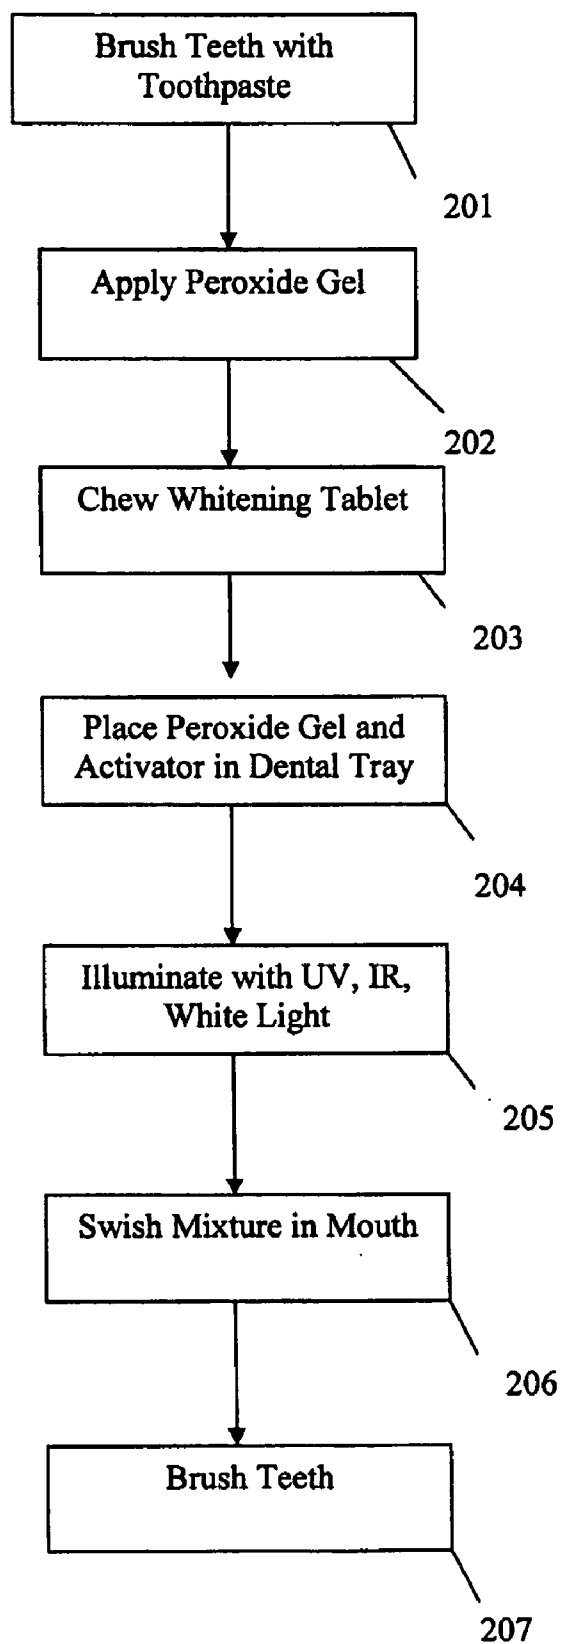 Brush Teeth with
Toothpaste
201
Apply Peroxide Gel
202
Chew Whitening Tablet
203
Place Peroxide Gel and
Activator in Dental Tray
204
Illuminate with UV, IR,
White Light
205
Swish Mixture in Mouth
206
Brush Teeth
207